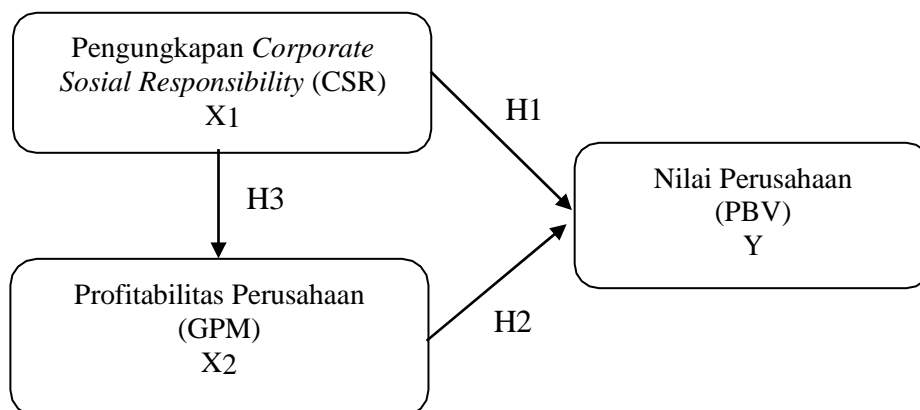 Pengungkapan Corporate
Sosial Responsibility (CSR)
X1
H1
Nilai Perusahaan
(PBV)
Y
H3
Profitabilitas Perusahaan
(GPM)
X2
H2